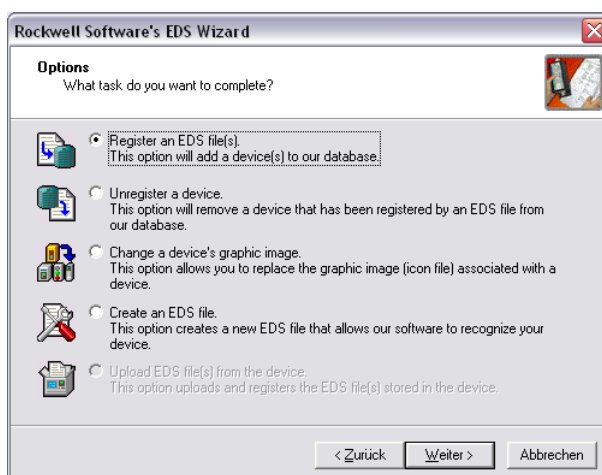 Rockwell Software's EDS Wizard
Options
What task do you want to complete?
Register an EDS file(s).
This option will add a device(s) to our database.
Unregister a device.
This option will remove a device that has been registered by an EDS file from
our database.
Change a device's graphic image.
This option allows you to replace the graphic image (icon file) associated with a
device.
Create an EDS file.
This option creates a new EDS file that allows our software to recognize your
device.
Upload EDS file(s) from the device.
This option uploads and registers the EDS file(s) stored in the device.
< Zurück Weiter > Abbrechen